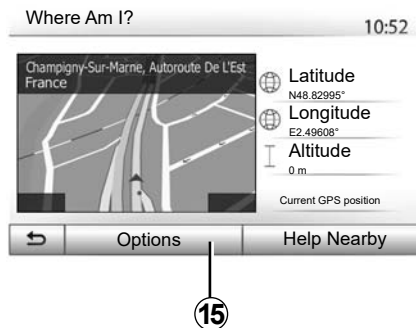 Where Am I?
10:52
Champigny-Sur-Marne, Autoroute De L'Est
France
Latitude
N48.82995°
Longitude
E2.49608°
Altitude
0 m
Current GPS position
Options
Help Nearby
15